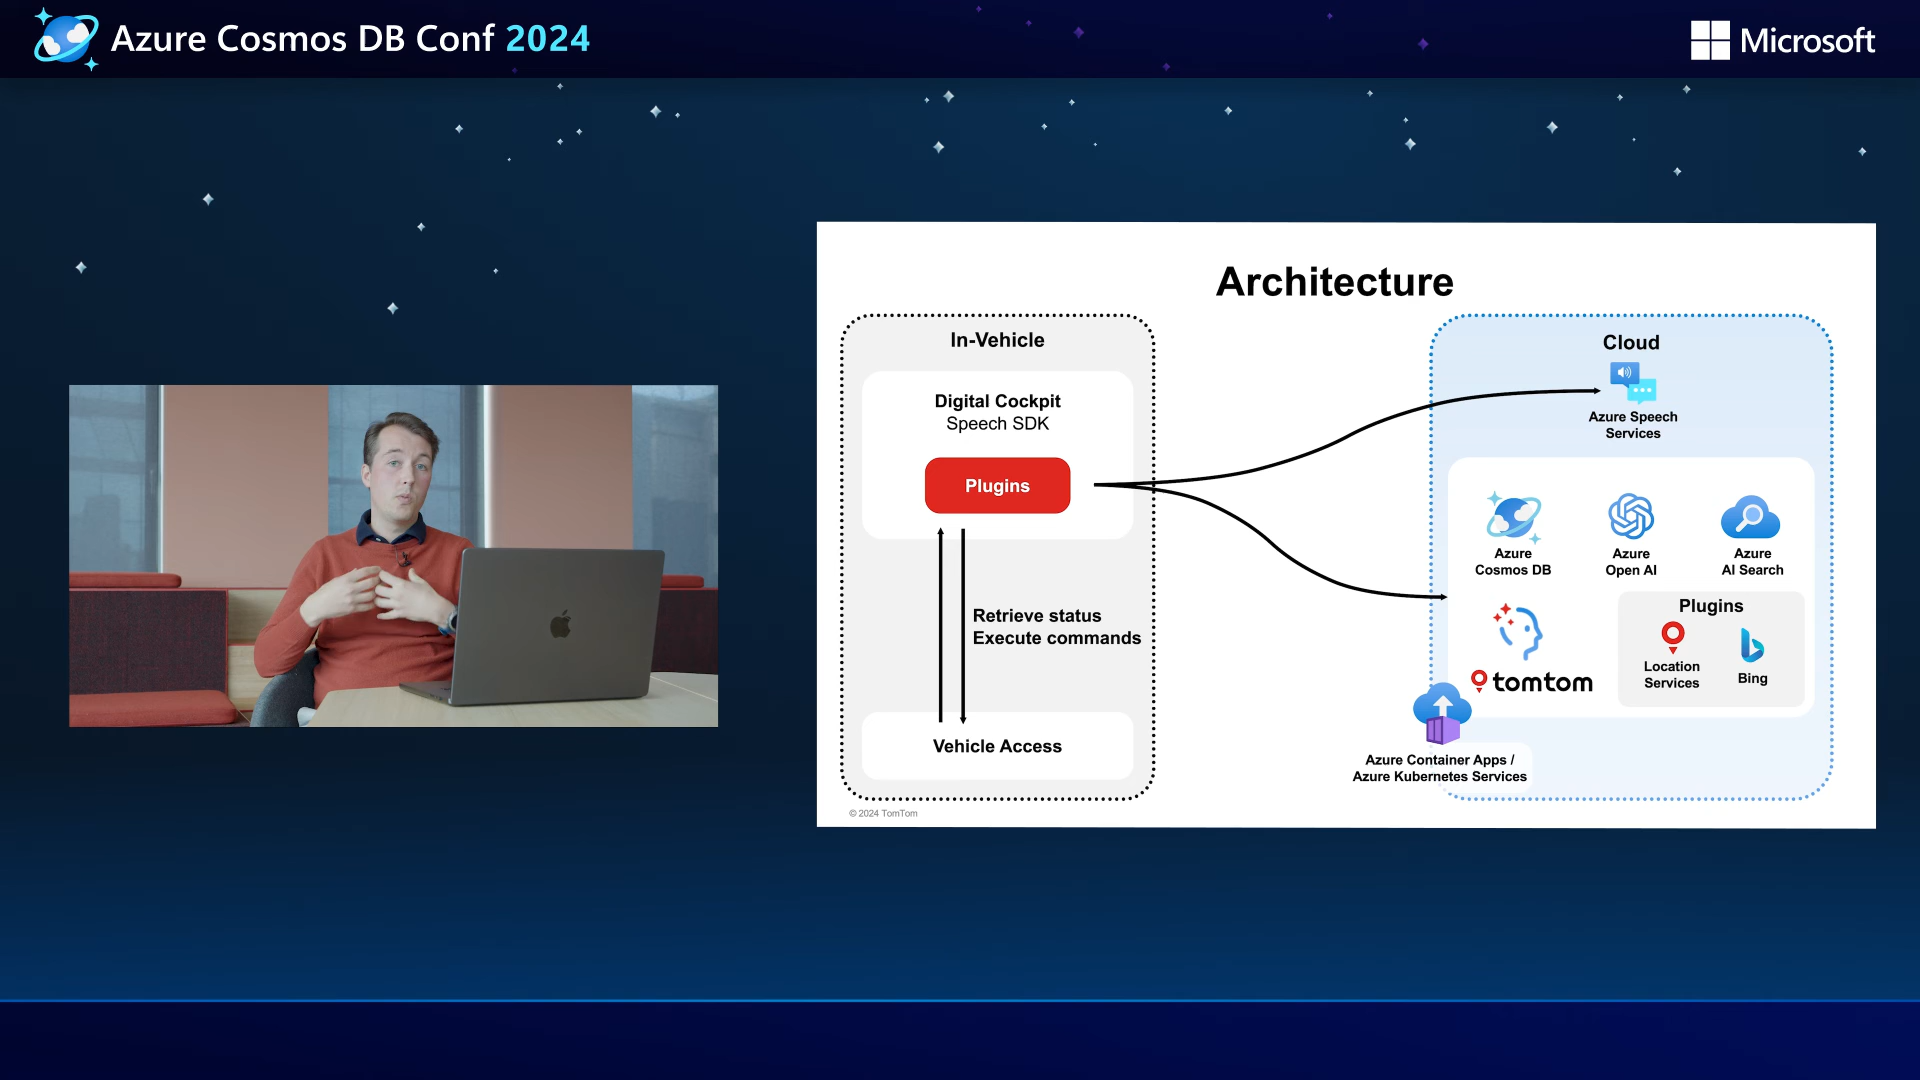 Azure Cosmos DB Conf 2024
Microsoft
Architecture
In-Vehicle
Digital Cockpit
Speech SDK
Plugins
Retrieve status
Execute commands
Vehicle Access
© 2024 TomTom
Cloud
Azure Speech
Services
Azure
Cosmos DB
Azure
Open AI
Azure
AI Search
tomtom
Plugins
Location
Services
Bing
Azure Container Apps /
Azure Kubernetes Services